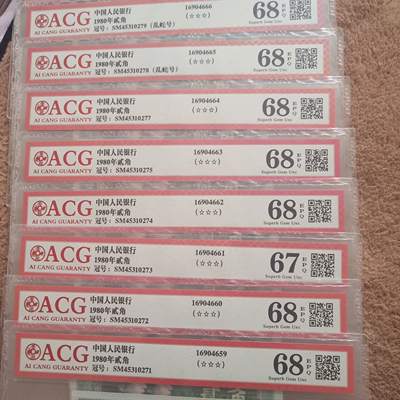 ACG
AI CANG GUARANTY
中国人民银行
1980年贰角
冠号：SM45310279（乱蛇号）
16904666
(☆☆☆)
68 EPQ
Superb Gem Unc
ACG
AI CANG GUARANTY
中国人民银行
1980年贰角
冠号：SM45310278（乱蛇号）
16904665
(☆☆☆)
68 EPQ
Superb Gem Unc
ACG
AI CANG GUARANTY
中国人民银行
1980年贰角
冠号：SM45310277
16904664
(☆☆☆)
68 EPQ
Superb Gem Unc
ACG
AI CANG GUARANTY
中国人民银行
1980年贰角
冠号：SM45310275
16904663
(☆☆☆)
68 EPQ
Superb Gem Unc
ACG
AI CANG GUARANTY
中国人民银行
1980年贰角
冠号：SM45310274
16904662
(☆☆☆)
68 EPQ
Superb Gem Unc
ACG
AI CANG GUARANTY
中国人民银行
1980年贰角
冠号：SM45310273
16904661
(☆☆☆)
67 EPQ
Superb Gem Unc
ACG
AI CANG GUARANTY
中国人民银行
1980年贰角
冠号：SM45310272
16904660
(☆☆☆)
68 EPQ
Superb Gem Unc
ACG
AI CANG GUARANTY
中国人民银行
1980年贰角
冠号：SM45310271
16904659
(☆☆☆)
68 EPQ
Superb Gem Unc